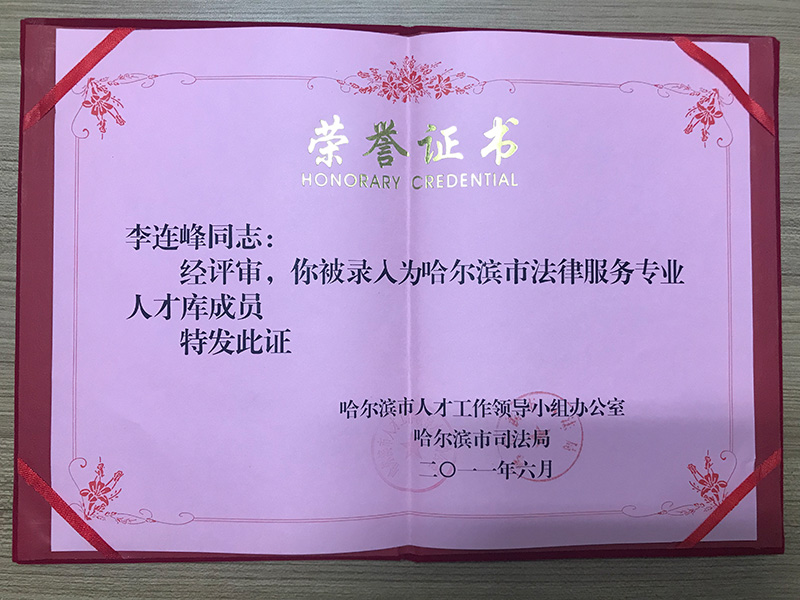 荣誉证书
HONORARY CREDENTIAL
李连峰同志：
经评审，你被录入为哈尔滨市法律服务专业
人才库成员
特发此证
哈尔滨市人才工作领导小组办公室
哈尔滨市司法局
二〇一一年六月